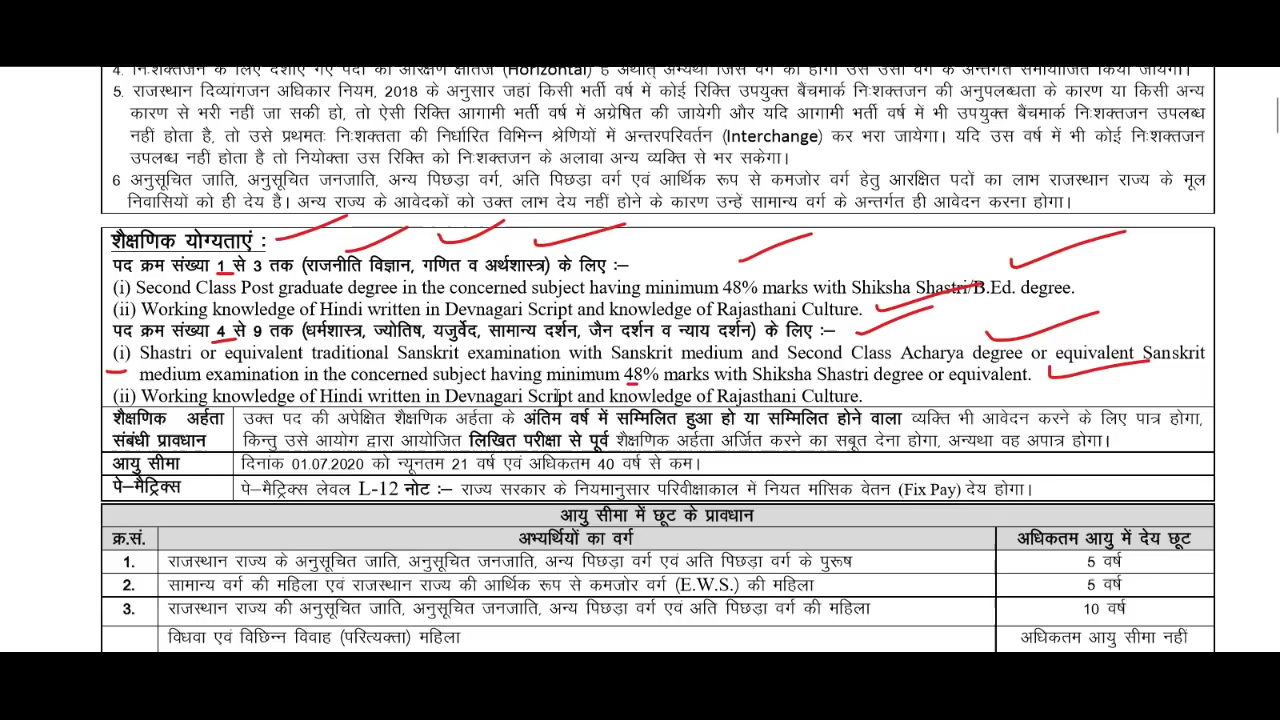 4. निःशक्तजन के लिए दर्शाए गए पदों का आरक्षण क्षैतिज (Horizontal) है अर्थात् अभ्यर्थी जिस वर्ग का होगा उसे उसी वर्ग के अन्तर्गत समायोजित किया जायेगा।
5. राजस्थान दिव्यांगजन अधिकार नियम, 2018 के अनुसार जहां किसी भर्ती वर्ष में कोई रिक्ति उपयुक्त बैंचमार्क निःशक्तजन की अनुपलब्धता के कारण या किसी अन्य
कारण से भरी नहीं जा सकी हो, तो ऐसी रिक्ति आगामी भर्ती वर्ष में अग्रेषित की जायेगी और यदि आगामी भर्ती वर्ष में भी उपयुक्त बैंचमार्क निःशक्तजन उपलब्ध
नहीं होता है, तो उसे प्रथमतः निःशक्तता की निर्धारित विभिन्न श्रेणियों में अन्तरपरिवर्तन (Interchange) कर भरा जायेगा। यदि उस वर्ष में भी कोई निःशक्तजन
उपलब्ध नहीं होता है तो नियोक्ता उस रिक्ति को निःशक्तजन के अलावा अन्य व्यक्ति से भर सकेगा।
6 अनुसूचित जाति, अनुसूचित जनजाति, अन्य पिछड़ा वर्ग, अति पिछड़ा वर्ग एवं आर्थिक रूप से कमजोर वर्ग हेतु आरक्षित पदों का लाभ राजस्थान राज्य के मूल
निवासियों को ही देय है। अन्य राज्य के आवेदकों को उक्त लाभ देय नहीं होने के कारण उन्हें सामान्य वर्ग के अन्तर्गत ही आवेदन करना होगा।
शैक्षणिक योग्यताएं :
पद क्रम संख्या 1 से 3 तक (राजनीति विज्ञान, गणित व अर्थशास्त्र) के लिए :–
(i) Second Class Post graduate degree in the concerned subject having minimum 48% marks with Shiksha Shastri/B.Ed. degree.
(ii) Working knowledge of Hindi written in Devnagari Script and knowledge of Rajasthani Culture.
पद क्रम संख्या 4 से 9 तक (धर्मशास्त्र, ज्योतिष, यजुर्वेद, सामान्य दर्शन, जैन दर्शन व न्याय दर्शन) के लिए :–
(i) Shastri or equivalent traditional Sanskrit examination with Sanskrit medium and Second Class Acharya degree or equivalent Sanskrit
medium examination in the concerned subject having minimum 48% marks with Shiksha Shastri degree or equivalent.
(ii) Working knowledge of Hindi written in Devnagari Script and knowledge of Rajasthani Culture.
शैक्षणिक अर्हता उक्त पद की अपेक्षित शैक्षणिक अर्हता के अंतिम वर्ष में सम्मिलित हुआ हो या सम्मिलित होने वाला व्यक्ति भी आवेदन करने के लिए पात्र होगा,
संबंधी प्रावधान किन्तु उसे आयोग द्वारा आयोजित लिखित परीक्षा से पूर्व शैक्षणिक अर्हता अर्जित करने का सबूत देना होगा, अन्यथा वह अपात्र होगा।
आयु सीमा दिनांक 01.07.2020 को न्यूनतम 21 वर्ष एवं अधिकतम 40 वर्ष से कम।
पे–मैट्रिक्स पे–मैट्रिक्स लेवल L-12 नोट :– राज्य सरकार के नियमानुसार परिवीक्षाकाल में नियत मासिक वेतन (Fix Pay) देय होगा।
आयु सीमा में छूट के प्रावधान
क्र.सं. अभ्यर्थियों का वर्ग अधिकतम आयु में देय छूट
1. राजस्थान राज्य के अनुसूचित जाति, अनुसूचित जनजाति, अन्य पिछड़ा वर्ग एवं अति पिछड़ा वर्ग के पुरूष 5 वर्ष
2. सामान्य वर्ग की महिला एवं राजस्थान राज्य की आर्थिक रूप से कमजोर वर्ग (E.W.S.) की महिला 5 वर्ष
3. राजस्थान राज्य की अनुसूचित जाति, अनुसूचित जनजाति, अन्य पिछड़ा वर्ग एवं अति पिछड़ा वर्ग की महिला 10 वर्ष
विधवा एवं विछिन्न विवाह (परित्यक्ता) महिला अधिकतम आयु सीमा नहीं